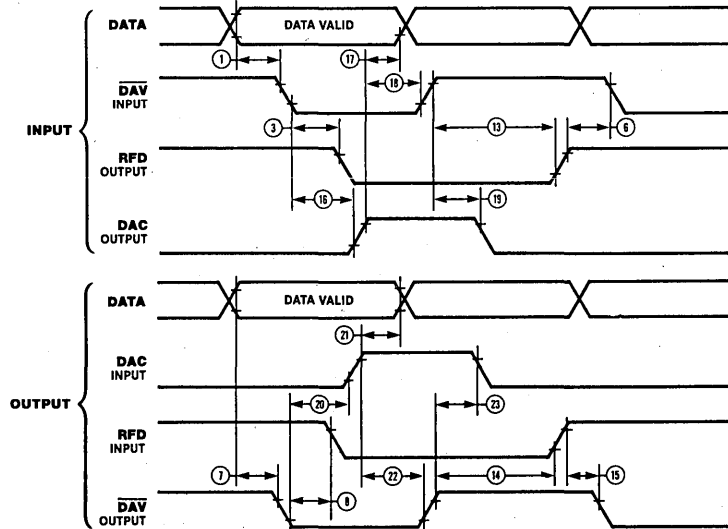 DATA
DATA VALID
1
17
18
DAV
INPUT
3
13
6
INPUT
RFD
OUTPUT
16
19
DAC
OUTPUT
DATA
DATA VALID
21
DAC
INPUT
OUTPUT
20
23
RFD
INPUT
7
22
14
15
8
DAV
OUTPUT